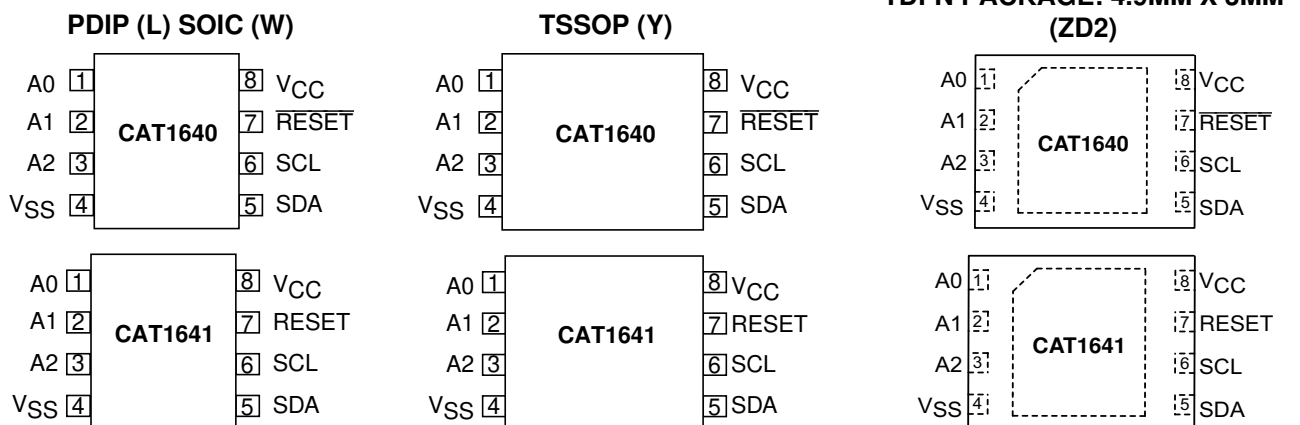 PDIP (L) SOIC (W)
A0 1 8 VCC
A1 2 CAT1640 7 RESET
A2 3 6 SCL
VSS 4 5 SDA
A0 1 8 VCC
A1 2 CAT1641 7 RESET
A2 3 6 SCL
VSS 4 5 SDA
TSSOP (Y)
A0 1 8 VCC
A1 2 CAT1640 7 RESET
A2 3 6 SCL
VSS 4 5 SDA
A0 1 8 VCC
A1 2 CAT1641 7 RESET
A2 3 6 SCL
VSS 4 5 SDA
TDFN PACKAGE: 4.9MM X 3MM
(ZD2)
A0 1 8 VCC
A1 2 CAT1640 7 RESET
A2 3 6 SCL
VSS 4 5 SDA
A0 1 8 VCC
A1 2 CAT1641 7 RESET
A2 3 6 SCL
VSS 4 5 SDA